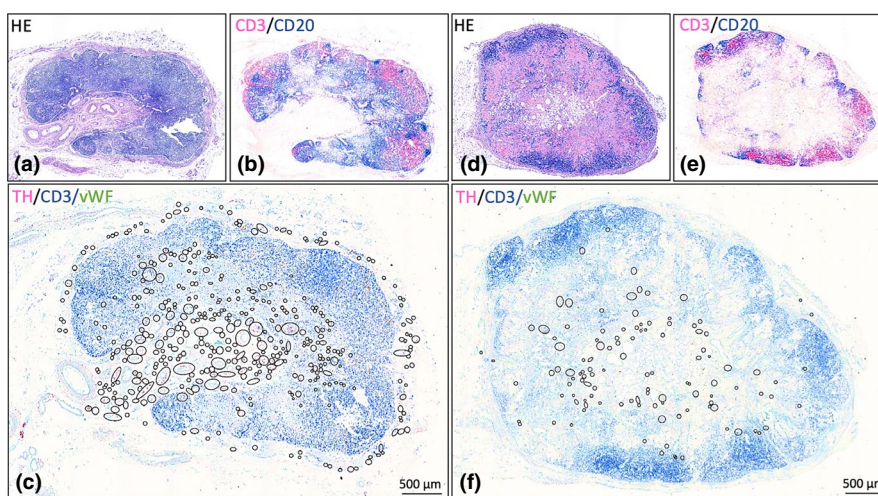 HE
(a)
CD3/CD20
(b)
HE
(d)
CD3/CD20
(e)
TH/CD3/vWF
(c)
500 µm
TH/CD3/vWF
(f)
500 µm